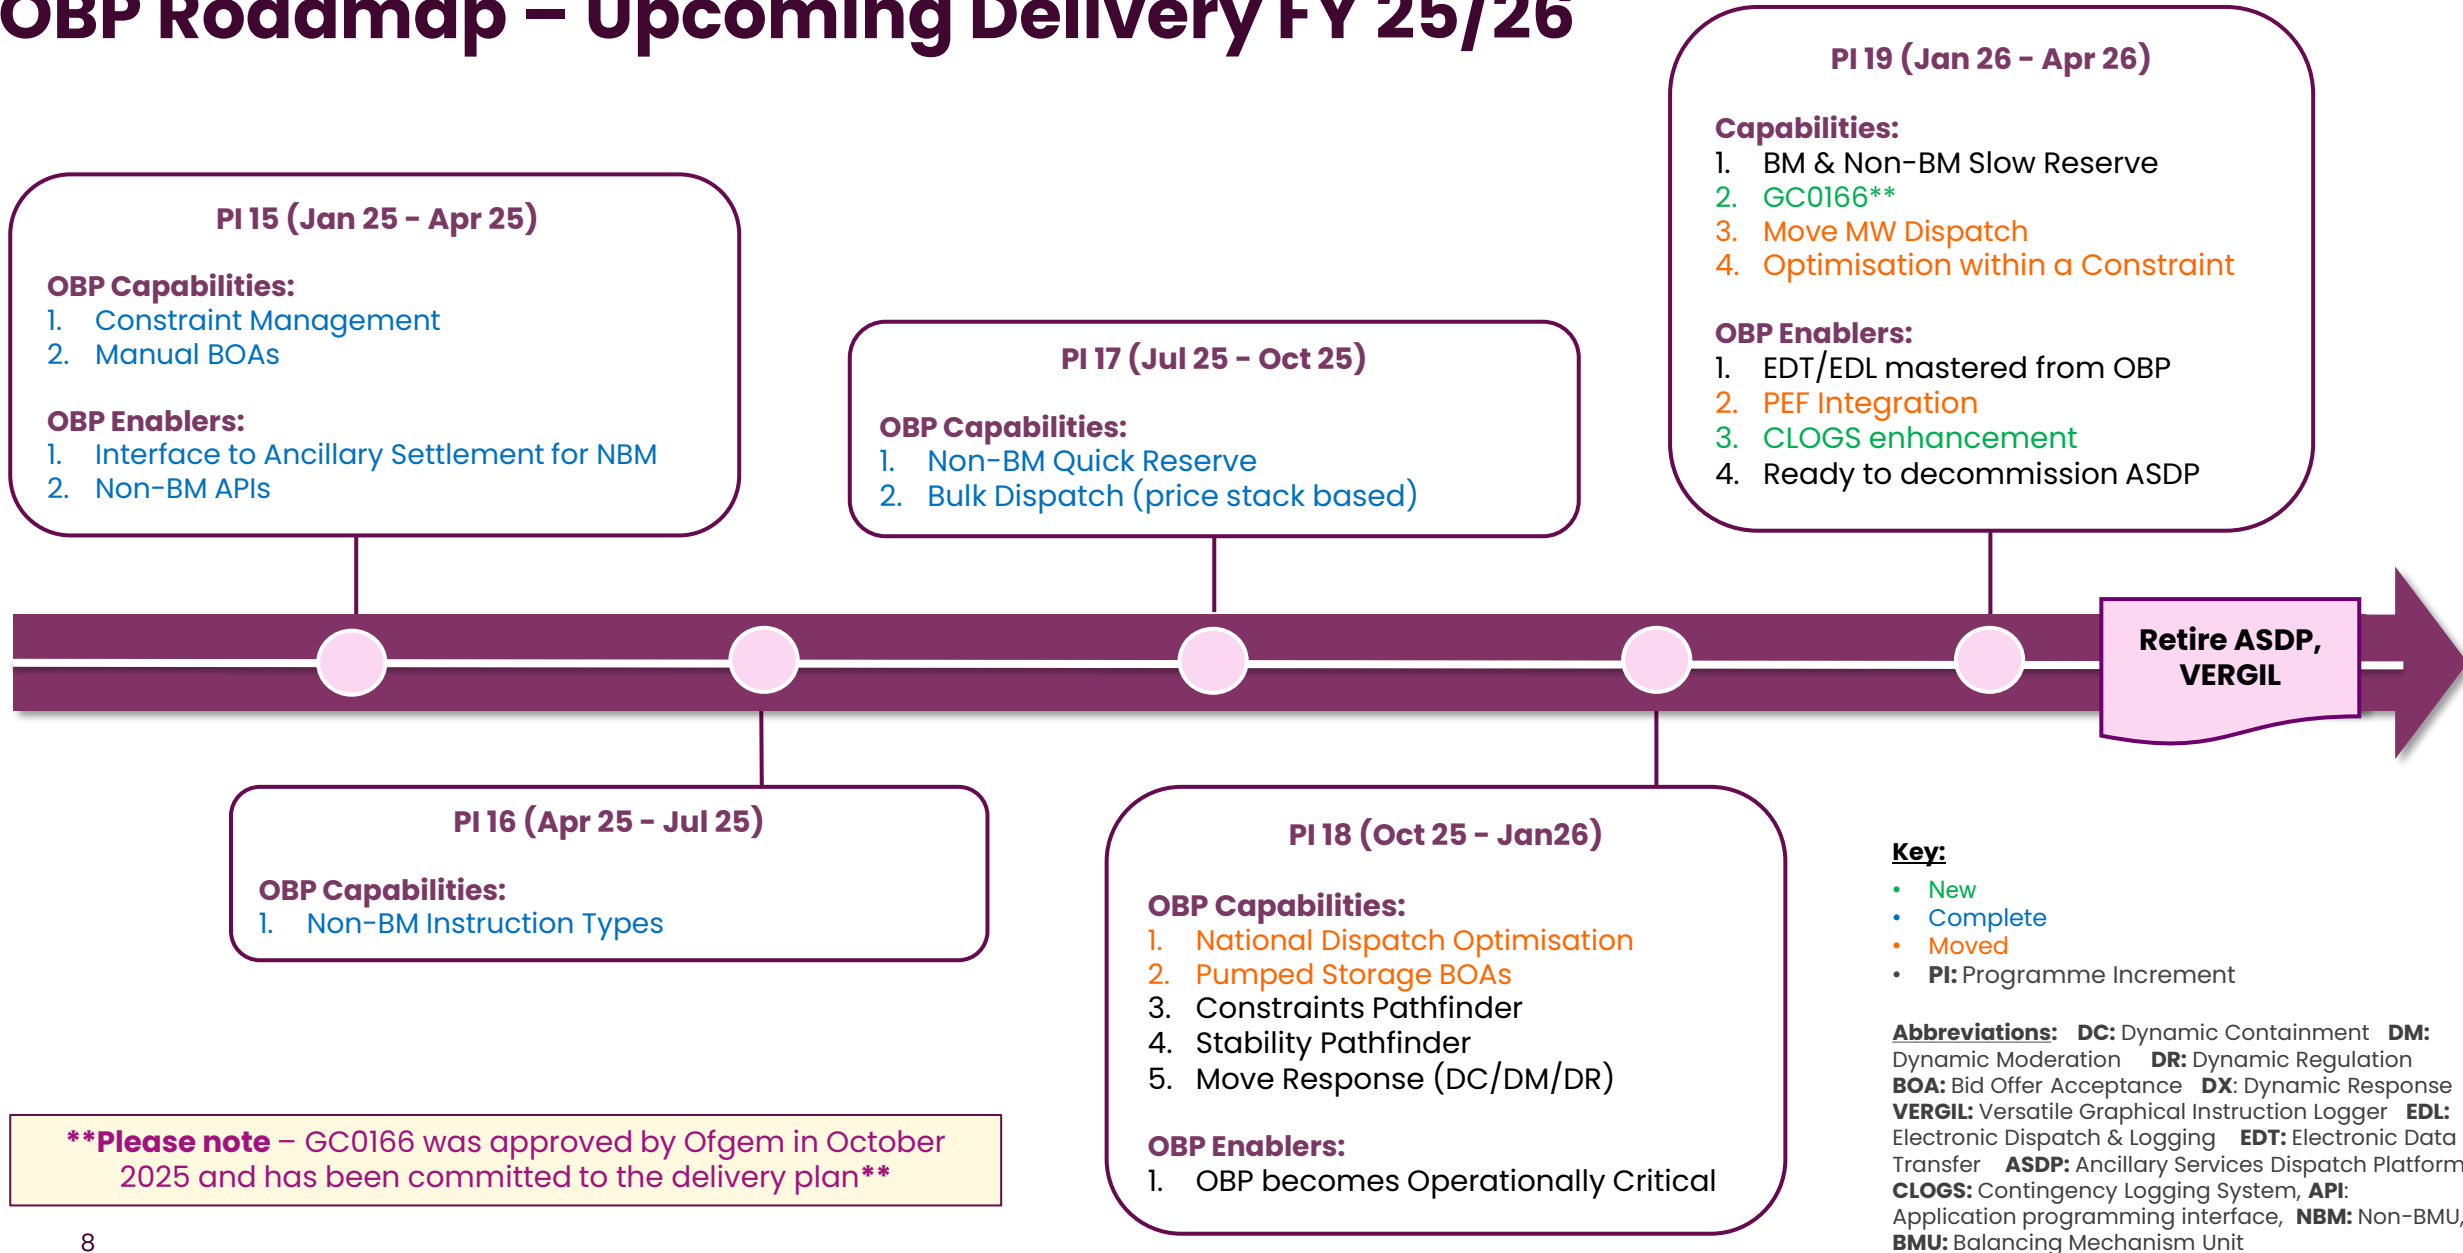 OBP Roadmap – Upcoming Delivery FY 25/26
PI 15 (Jan 25 - Apr 25)
OBP Capabilities:
1. Constraint Management
2. Manual BOAs
OBP Enablers:
1. Interface to Ancillary Settlement for NBM
2. Non-BM APIs
PI 17 (Jul 25 - Oct 25)
OBP Capabilities:
1. Non-BM Quick Reserve
2. Bulk Dispatch (price stack based)
PI 19 (Jan 26 - Apr 26)
Capabilities:
1. BM & Non-BM Slow Reserve
2. GC0166**
3. Move MW Dispatch
4. Optimisation within a Constraint
OBP Enablers:
1. EDT/EDL mastered from OBP
2. PEF Integration
3. CLOGS enhancement
4. Ready to decommission ASDP
Retire ASDP,
VERGIL
PI 16 (Apr 25 - Jul 25)
OBP Capabilities:
1. Non-BM Instruction Types
PI 18 (Oct 25 - Jan26)
OBP Capabilities:
1. National Dispatch Optimisation
2. Pumped Storage BOAs
3. Constraints Pathfinder
4. Stability Pathfinder
5. Move Response (DC/DM/DR)
OBP Enablers:
1. OBP becomes Operationally Critical
Key:
• New
• Complete
• Moved
• PI: Programme Increment
Abbreviations: DC: Dynamic Containment DM:
Dynamic Moderation DR: Dynamic Regulation
BOA: Bid Offer Acceptance DX: Dynamic Response
VERGIL: Versatile Graphical Instruction Logger EDL:
Electronic Dispatch & Logging EDT: Electronic Data
Transfer ASDP: Ancillary Services Dispatch Platform
CLOGS: Contingency Logging System, API:
Application programming interface, NBM: Non-BMU,
BMU: Balancing Mechanism Unit
**Please note – GC0166 was approved by Ofgem in October
2025 and has been committed to the delivery plan**
8